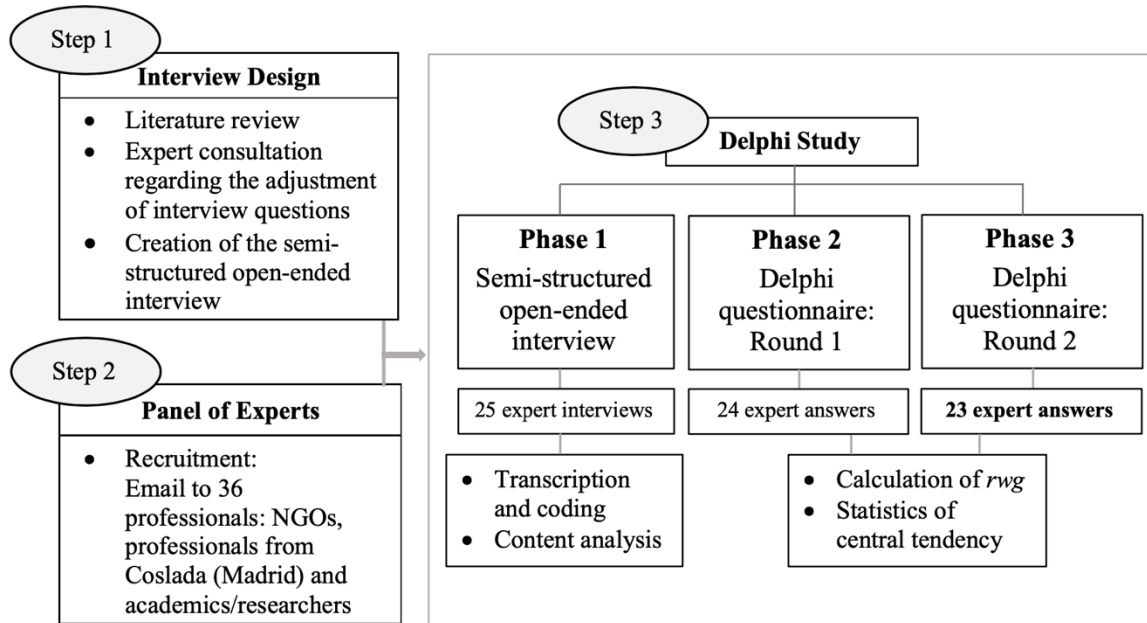 Step 1
Interview Design
• Literature review
• Expert consultation
regarding the adjustment
of interview questions
• Creation of the semi-
structured open-ended
interview
Step 2
Panel of Experts
• Recruitment:
Email to 36
professionals: NGOs,
professionals from
Coslada (Madrid) and
academics/researchers
Step 3
Delphi Study
Phase 1
Semi-structured
open-ended
interview
25 expert interviews
• Transcription
and coding
• Content analysis
Phase 2
Delphi
questionnaire:
Round 1
24 expert answers
Phase 3
Delphi
questionnaire:
Round 2
23 expert answers
• Calculation of rwg
• Statistics of
central tendency